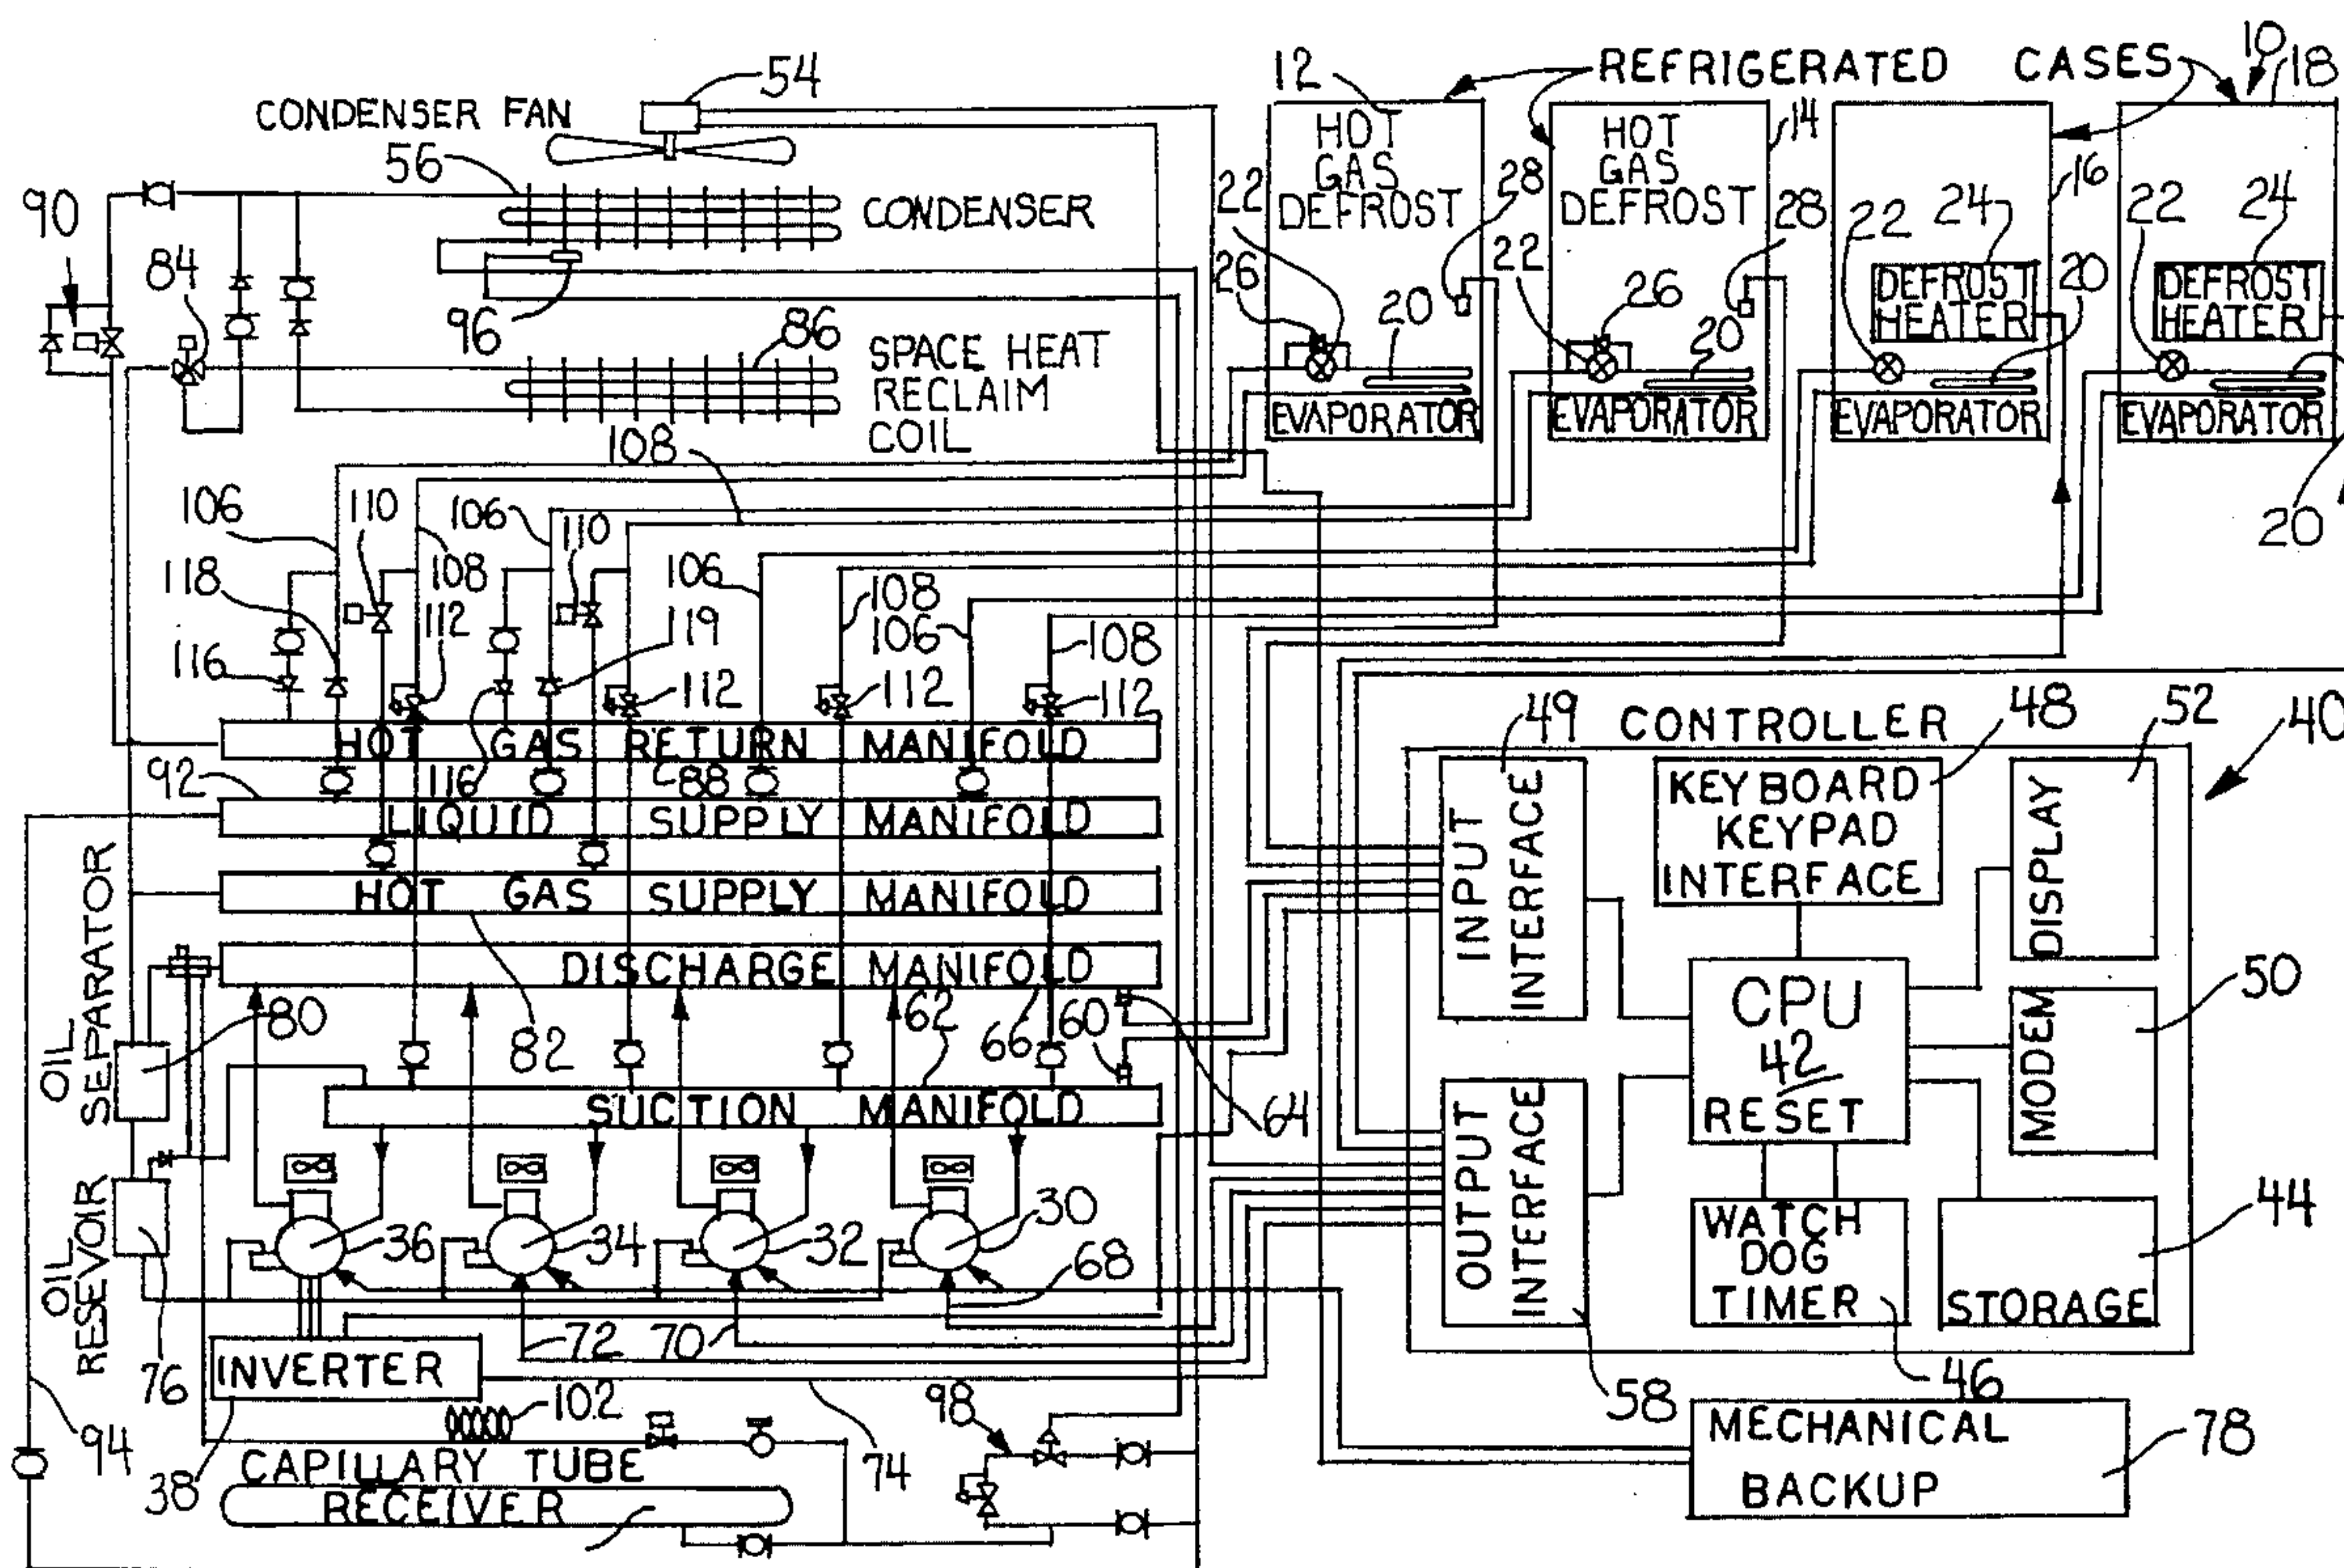 54
CONDENSER FAN
56
CONDENSER
90
84
96
86
SPACE HEAT
RECLAIM
COIL
12
REFRIGERATED CASES
10
18
HOT
GAS
DEFROST
22
26
28
20
EVAPORATOR
14
HOT
GAS
DEFROST
22
26
28
20
EVAPORATOR
16
22
24
DEFROST
HEATER
20
EVAPORATOR
22
24
DEFROST
HEATER
EVAPORATOR
20
108
106
110
106
110
108
118
112
106
119
108
106
108
116
112
112
112
HOT GAS RETURN MANIFOLD
92
116
88
LIQUID SUPPLY MANIFOLD
HOT GAS SUPPLY MANIFOLD
DISCHARGE MANIFOLD
OIL
SEPARATOR
80
82
62
66
60
64
SUCTION MANIFOLD
OIL
RESEVOIR
76
36
34
32
30
68
72
70
INVERTER
38
102
CAPILLARY TUBE
74
98
94
RECEIVER
CONTROLLER
40
49
INPUT
INTERFACE
48
KEYBOARD
KEYPAD
INTERFACE
52
DISPLAY
CPU
42
RESET
50
MODEM
OUTPUT
INTERFACE
58
WATCH
DOG
TIMER
46
44
STORAGE
MECHANICAL
BACKUP
78